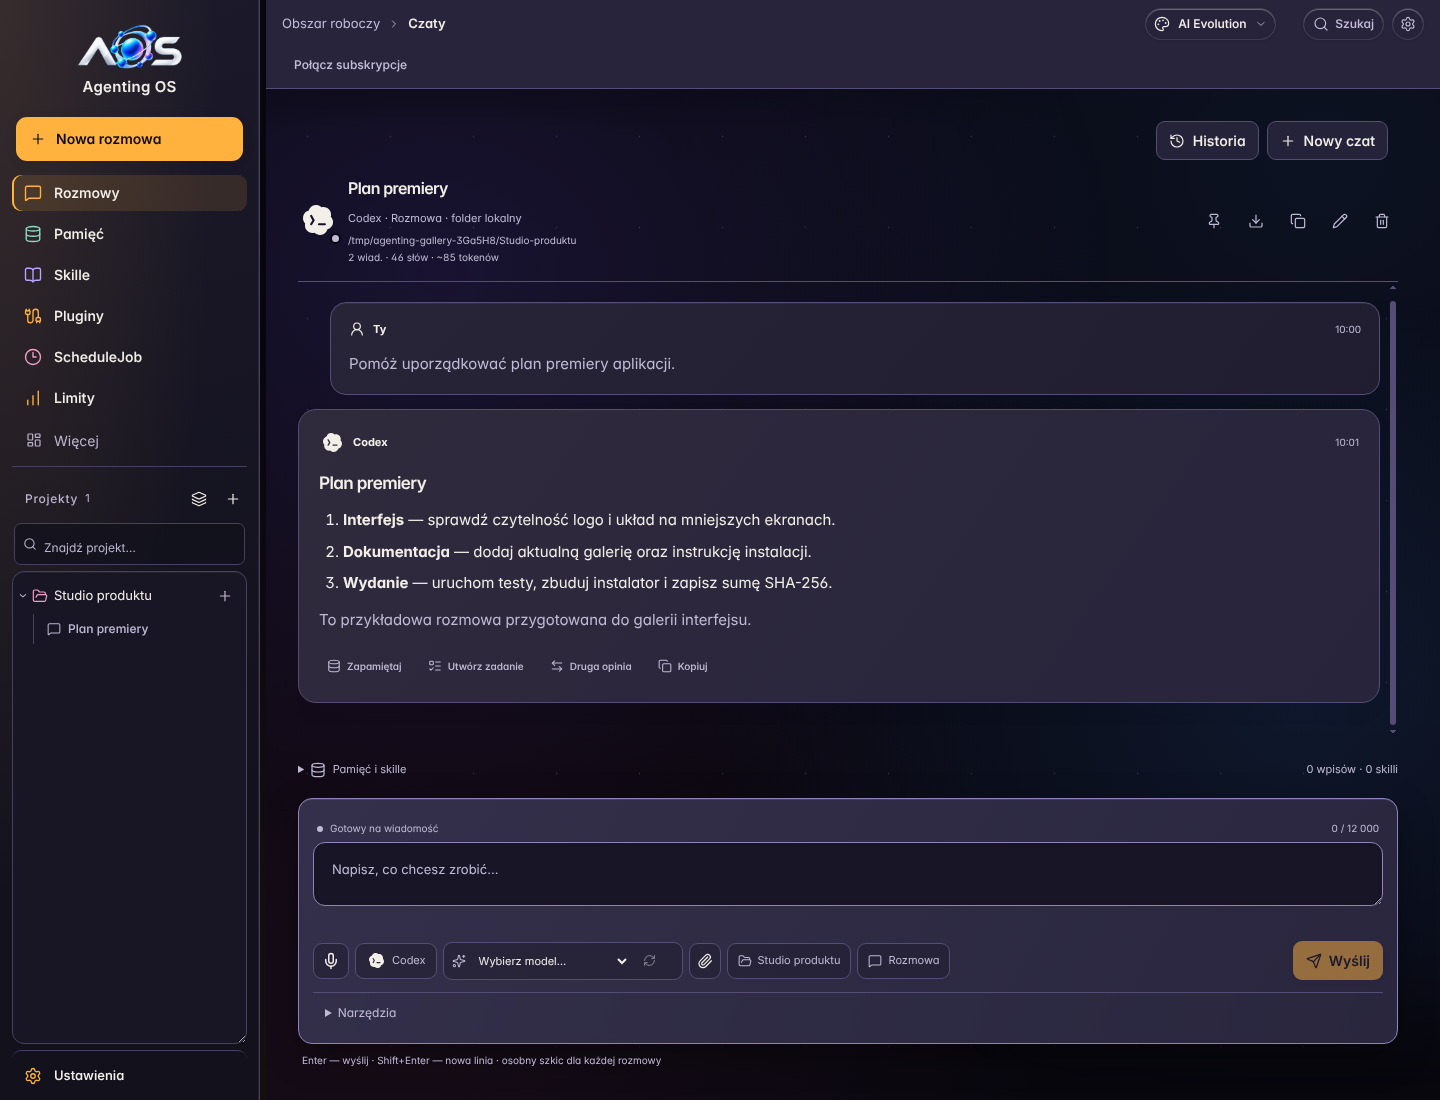 AOS
Agenting OS
Nowa rozmowa
Rozmowy
Pamięć
Skille
Pluginy
ScheduleJob
Limity
Więcej
Projekty 1
Znajdź projekt...
Studio produktu
Plan premiery
Ustawienia
Obszar roboczy > Czaty
AI Evolution
Szukaj
Połącz subskrypcje
Historia
Nowy czat
Plan premiery
Codex · Rozmowa · folder lokalny
/tmp/agenting-gallery-3Ga5H8/Studio-produktu
2 wiad. · 46 słów · ~85 tokenów
Ty 10:00
Pomóż uporządkować plan premiery aplikacji.
Codex 10:01
Plan premiery
1. Interfejs — sprawdź czytelność logo i układ na mniejszych ekranach.
2. Dokumentacja — dodaj aktualną galerię oraz instrukcję instalacji.
3. Wydanie — uruchom testy, zbuduj instalator i zapisz sumę SHA-256.
To przykładowa rozmowa przygotowana do galerii interfejsu.
Zapamiętaj Utwórz zadanie Druga opinia Kopiuj
Pamięć i skille 0 wpisów · 0 skilli
Gotowy na wiadomość 0 / 12 000
Napisz, co chcesz zrobić...
Codex Wybierz model... Studio produktu Rozmowa Wyślij
Narzędzia
Enter — wyślij · Shift+Enter — nowa linia · osobny szkic dla każdej rozmowy